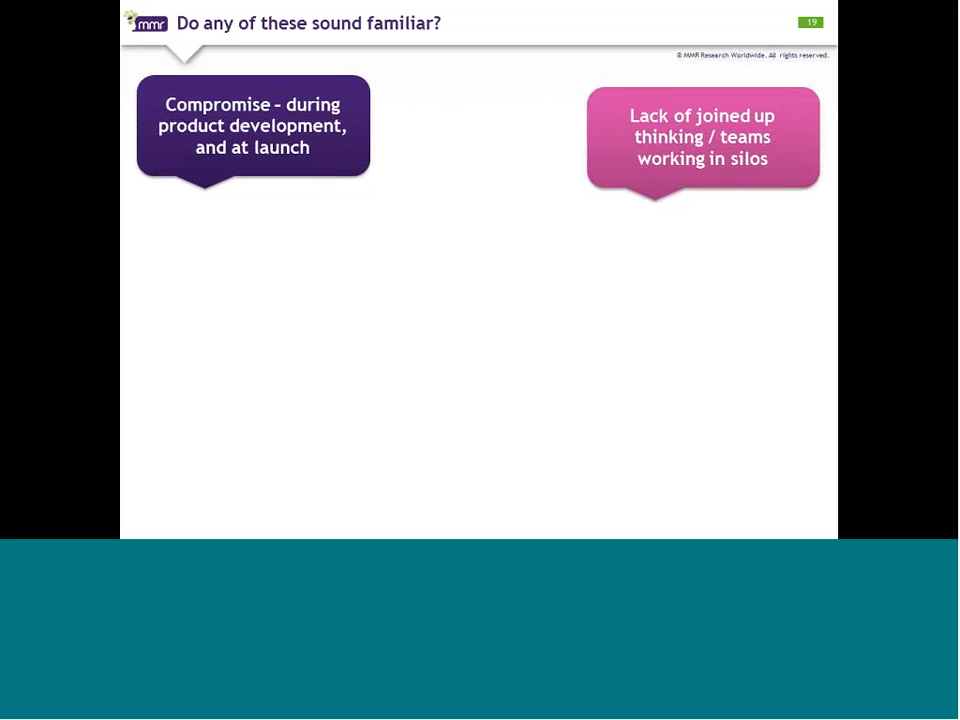 mmr
Do any of these sound familiar?
19
© MMR Research Worldwide. All rights reserved.
Compromise – during
product development,
and at launch
Lack of joined up
thinking / teams
working in silos